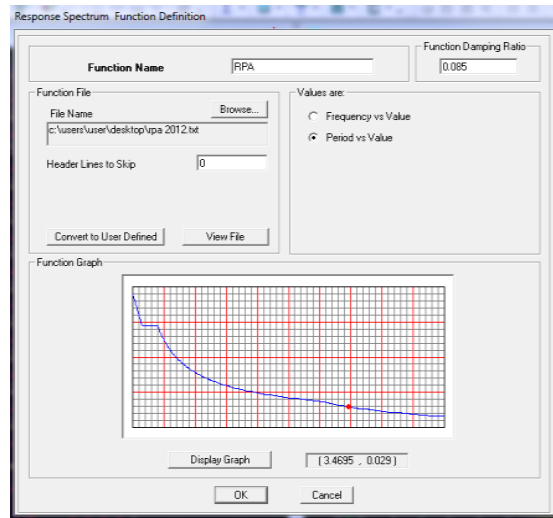 Response Spectrum Function Definition
Function Damping Ratio
Function Name
RPA
0.085
Function File
Values are:
File Name
Browse...
Frequency vs Value
c:\users\user\desktop\rpa 2012.txt
Period vs Value
Header Lines to Skip
0
Convert to User Defined
View File
Function Graph
Display Graph
(3.4695 , 0.029)
OK
Cancel